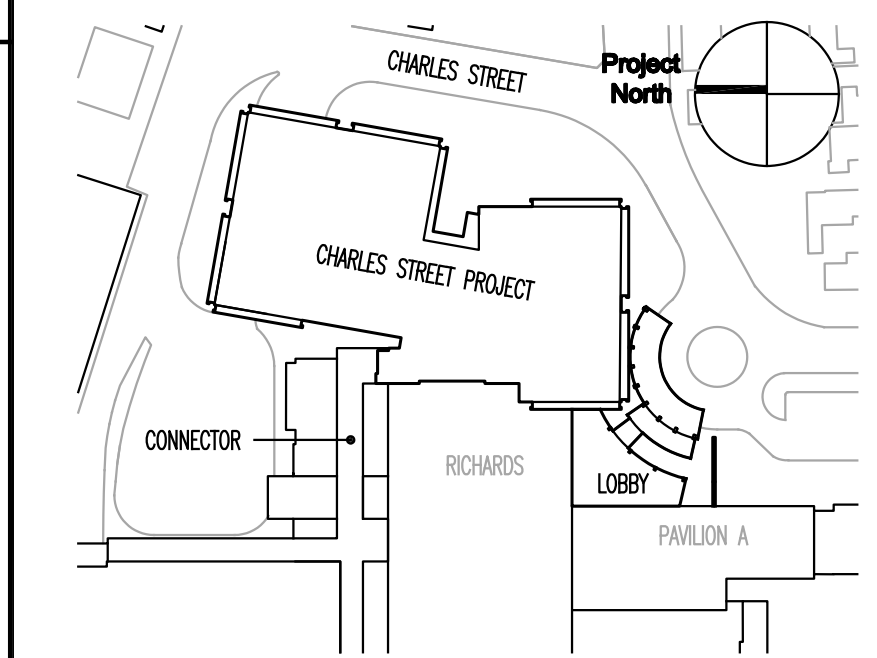 CHARLES STREET
Project
North
CHARLES STREET PROJECT
CONNECTOR
RICHARDS
LOBBY
PAVILION A